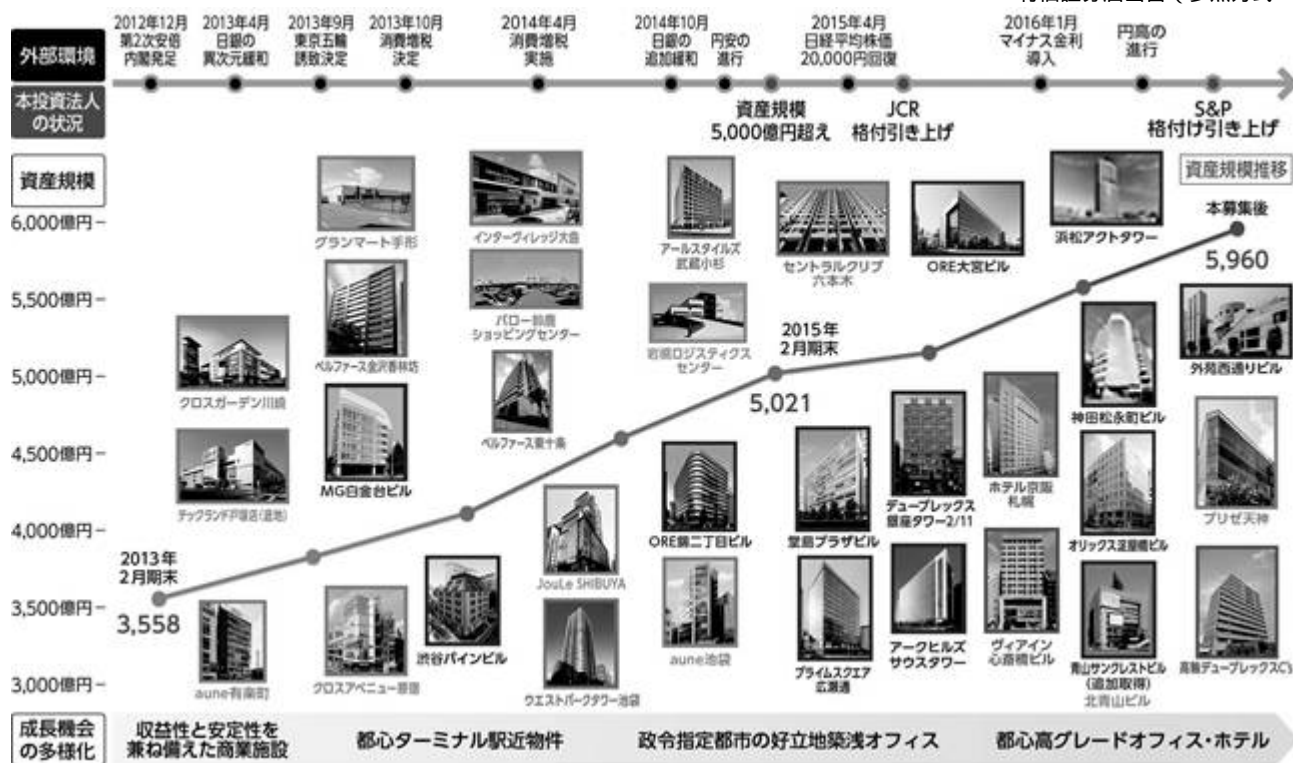 外部環境
2012年12月
第2次安倍
内閣発足
2013年4月
日銀の
異次元緩和
2013年9月
東京五輪
誘致決定
2013年10月
消費増税
決定
2014年4月
消費増税
実施
2014年10月
日銀の
追加緩和
円安の
進行
2015年4月
日経平均株価
20,000円回復
2016年1月
マイナス金利
導入
円高の
進行
本投資法人
の状況
資産規模
5,000億円超え
JCR
格付引き上げ
S&P
格付け引き上げ
資産規模
資産規模推移
6,000億円
5,500億円
5,000億円
4,500億円
4,000億円
3,500億円
3,000億円
グランマート手形
インターヴィレッジ大曲
アールスタイルズ
武蔵小杉
セントラルクリブ
六本木
ORE大宮ビル
浜松アクトタワー
本募集後
5,960
クロスガーデン川崎
ベルファース金沢香林坊
バロー鈴鹿
ショッピングセンター
岩槻ロジスティクス
センター
2015年
2月期末
5,021
神田松永町ビル
外苑西通りビル
テックランド戸塚店(底地)
MG白金台ビル
ベルファース東十条
ORE錦二丁目ビル
堂島プラザビル
デュープレックス
銀座タワー2/11
ホテル京阪
札幌
オリックス淀屋橋ビル
プリゼ天神
2013年
2月期末
3,558
aune有楽町
クロスアベニュー原宿
渋谷パインビル
JouLe SHIBUYA
ウエストパークタワー池袋
aune池袋
プライムスクエア
広瀬通
アークヒルズ
サウスタワー
ヴィアイン
心斎橋ビル
青山サンクレストビル
(追加取得)
北青山ビル
高輪デュープレックスC's
成長機会
の多様化
収益性と安定性を
兼ね備えた商業施設
都心ターミナル駅近物件
政令指定都市の好立地築浅オフィス
都心高グレードオフィス・ホテル